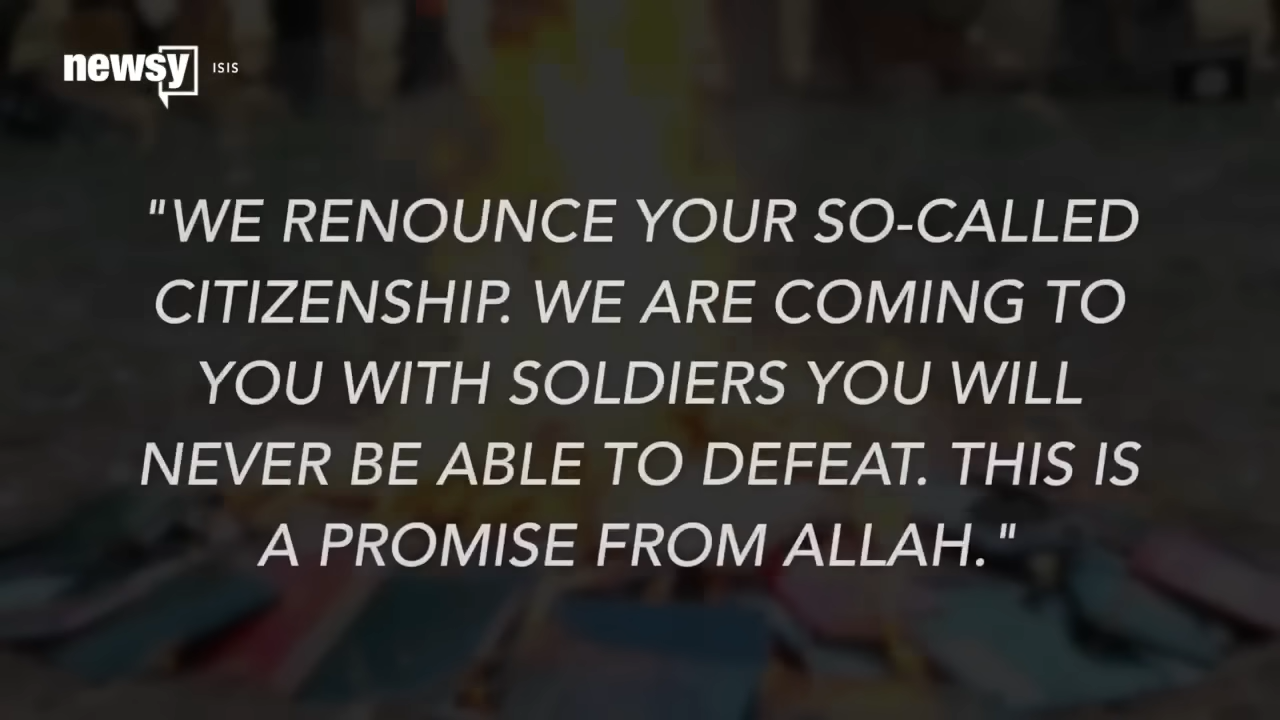 newsy ISIS
"WE RENOUNCE YOUR SO-CALLED
CITIZENSHIP. WE ARE COMING TO
YOU WITH SOLDIERS YOU WILL
NEVER BE ABLE TO DEFEAT. THIS IS
A PROMISE FROM ALLAH."